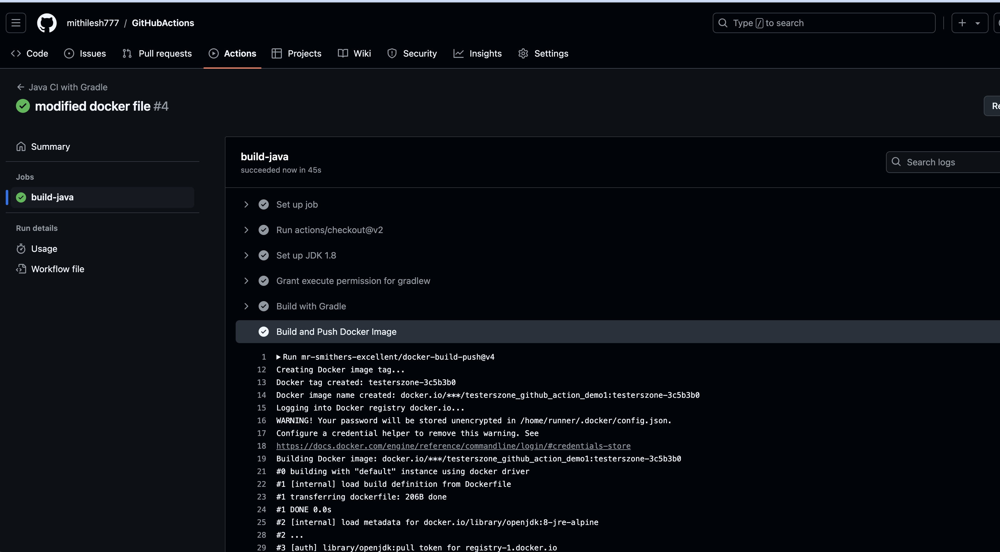 mithilesh777 / GitHubActions
Type / to search
Code Issues Pull requests Actions Projects Wiki Security Insights Settings
← Java CI with Gradle
modified docker file #4
Re
Summary
Jobs
build-java
Run details
Usage
Workflow file
build-java
succeeded now in 45s
Search logs
Set up job
Run actions/checkout@v2
Set up JDK 1.8
Grant execute permission for gradlew
Build with Gradle
Build and Push Docker Image
1 ▶ Run mr-smithers-excellent/docker-build-push@v4
12 Creating Docker image tag...
13 Docker tag created: testerszone-3c5b3b0
14 Docker image name created: docker.io/***/testerszone_github_action_demo1:testerszone-3c5b3b0
15 Logging into Docker registry docker.io...
16 WARNING! Your password will be stored unencrypted in /home/runner/.docker/config.json.
17 Configure a credential helper to remove this warning. See
18 https://docs.docker.com/engine/reference/commandline/login/#credentials-store
19 Building Docker image: docker.io/***/testerszone_github_action_demo1:testerszone-3c5b3b0
21 #0 building with "default" instance using docker driver
22 #1 [internal] load build definition from Dockerfile
23 #1 transferring dockerfile: 206B done
24 #1 DONE 0.0s
25 #2 [internal] load metadata for docker.io/library/openjdk:8-jre-alpine
28 #2 ...
29 #3 [auth] library/openjdk:pull token for registry-1.docker.io